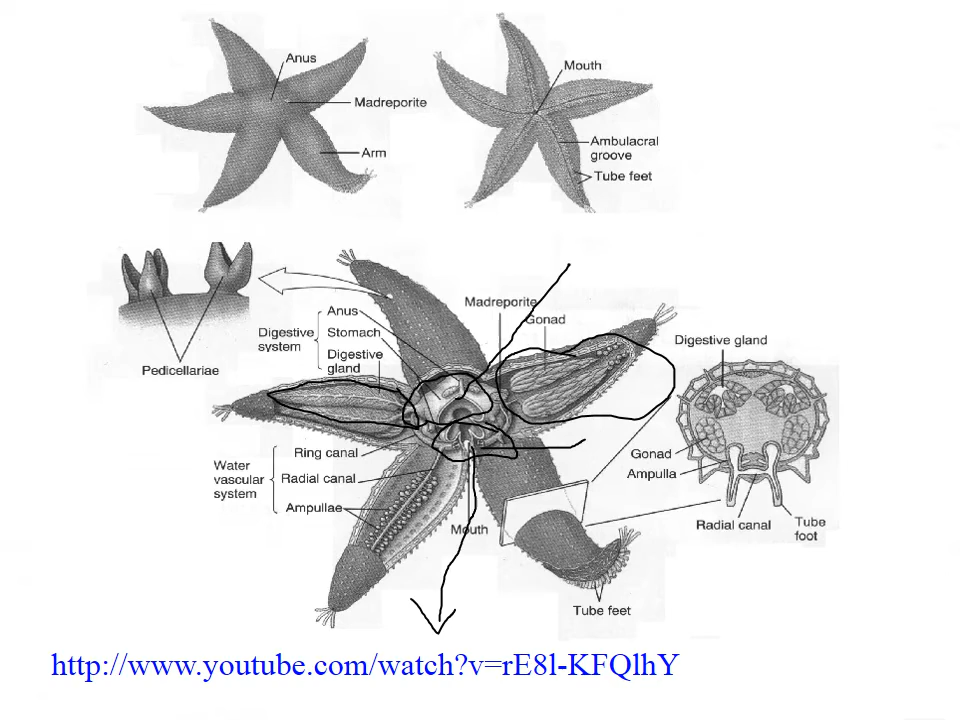 Anus
Madreporite
Arm
Mouth
Ambulacral
groove
Tube feet
Pedicellariae
Digestive
system
Anus
Stomach
Digestive
gland
Madreporite
Gonad
Water
vascular
system
Ring canal
Radial canal
Ampullae
Mouth
Tube feet
Digestive gland
Gonad
Ampulla
Radial canal
Tube
foot
http://www.youtube.com/watch?v=rE8l-KFQlhY